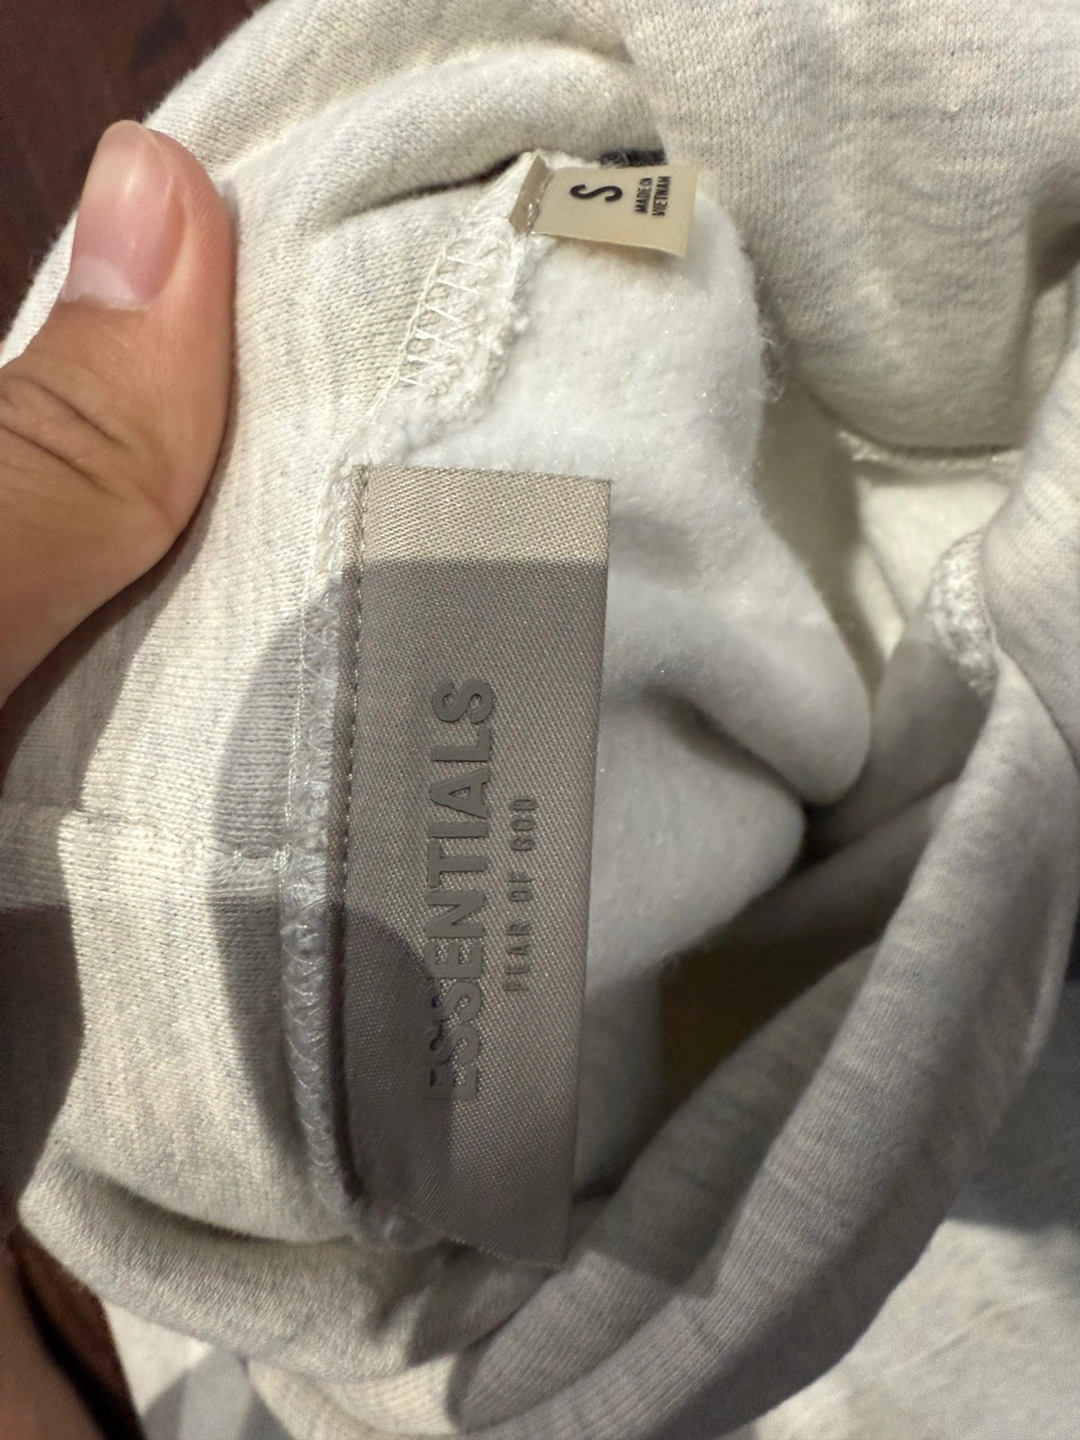 S
MADE IN
VIETNAM
ESSENTIALS
FEAR OF GOD